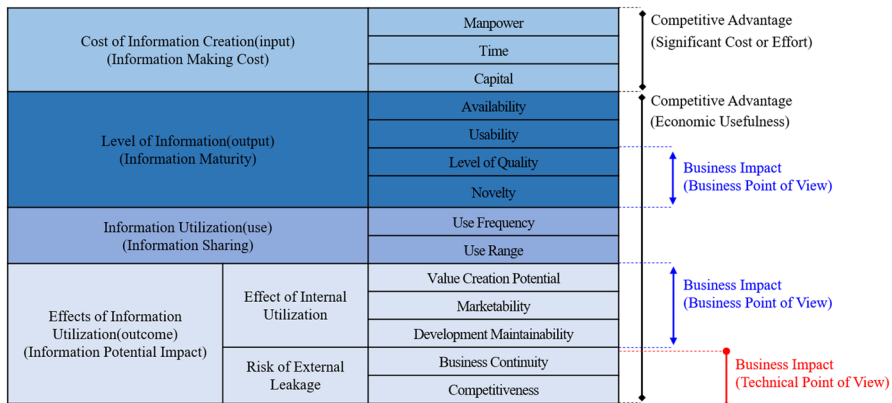 Cost of Information Creation(input)
(Information Making Cost)
Manpower
Time
Capital
Competitive Advantage
(Significant Cost or Effort)
Level of Information(output)
(Information Maturity)
Availability
Usability
Level of Quality
Novelty
Competitive Advantage
(Economic Usefulness)
Business Impact
(Business Point of View)
Information Utilization(use)
(Information Sharing)
Use Frequency
Use Range
Effects of Information
Utilization(outcome)
(Information Potential Impact)
Effect of Internal
Utilization
Value Creation Potential
Marketability
Development Maintainability
Business Impact
(Business Point of View)
Risk of External
Leakage
Business Continuity
Competitiveness
Business Impact
(Technical Point of View)